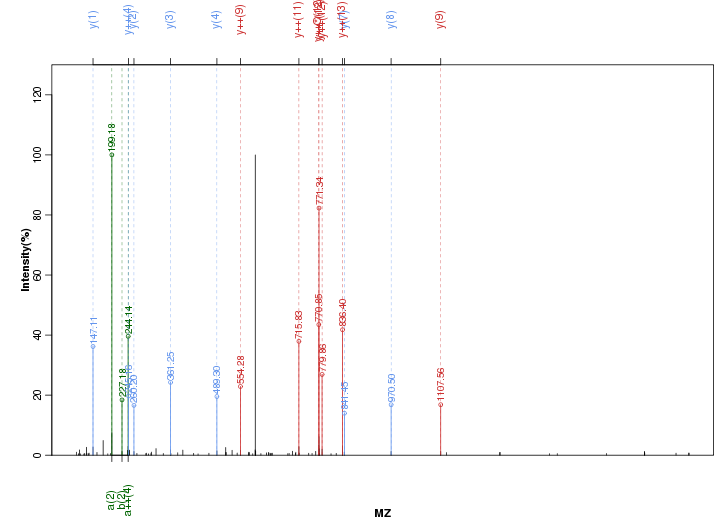 y(1)
y++(4)
y(2)
y(3)
y(4)
y++(9)
y++(11)
y++(13)
y(8)
y(9)
Intensity(%)
0
20
40
60
80
100
120
147.11
199.18
227.18
244.14
260.20
361.25
489.30
554.28
715.83
771.34
770.85
779.86
836.40
841.45
970.50
1107.56
a(2)
b(2)
a++(4)
MZ